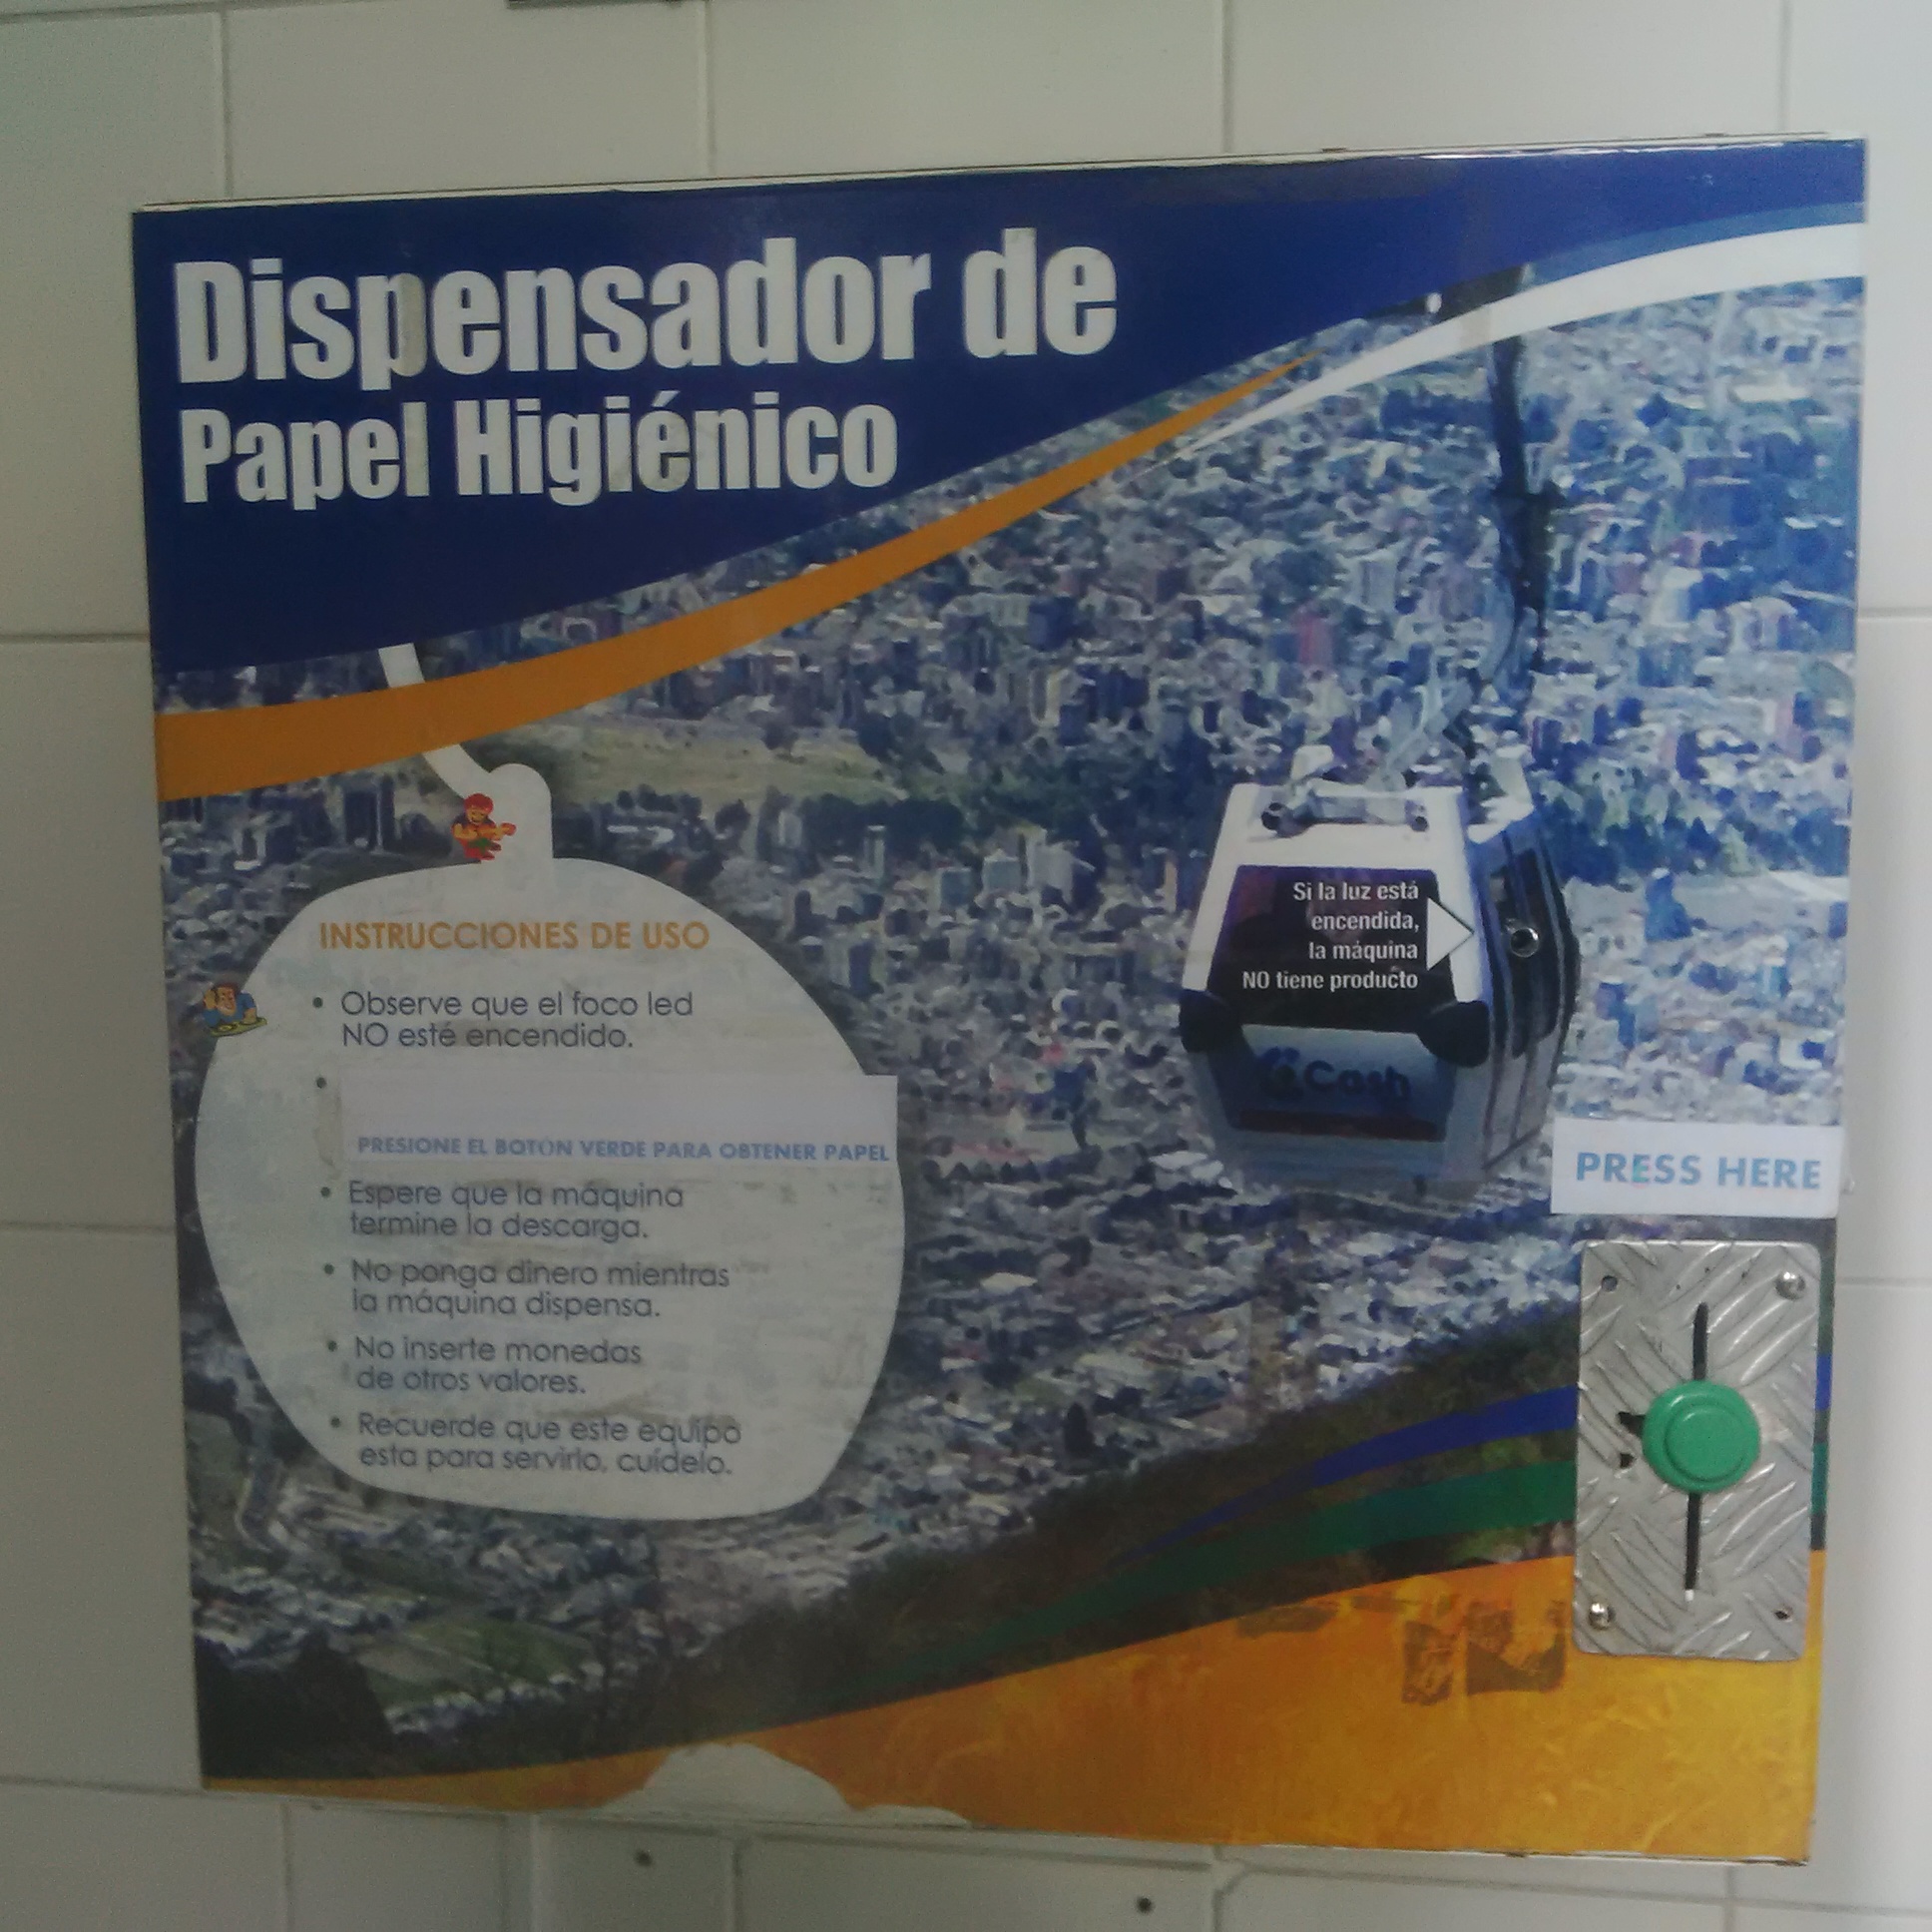 Dispensador de
Papel Higiénico
INSTRUCCIONES DE USO
• Observe que el foco led
NO esté encendido.
•
PRESIONE EL BOTÓN VERDE PARA OBTENER PAPEL
• Espere que la máquina
termine la descarga.
• No ponga dinero mientras
la máquina dispensa.
• No inserte monedas
de otros valores.
• Recuerde que este equipo
esta para servirlo, cuídelo.
Si la luz está
encendida,
la máquina
NO tiene producto
Cash
PRESS HERE